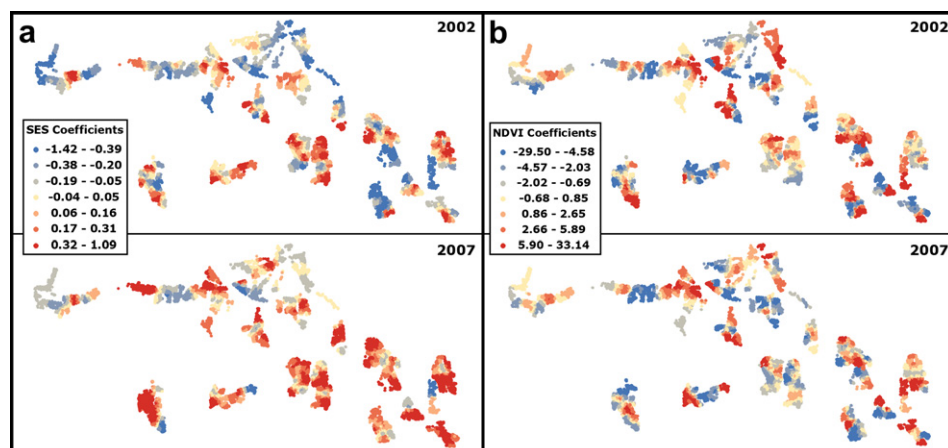 a
2002
SES Coefficients
-1.42 - -0.39
-0.38 - -0.20
-0.19 - -0.05
-0.04 - 0.05
0.06 - 0.16
0.17 - 0.31
0.32 - 1.09
2007
b
2002
NDVI Coefficients
-29.50 - -4.58
-4.57 - -2.03
-2.02 - -0.69
-0.68 - 0.85
0.86 - 2.65
2.66 - 5.89
5.90 - 33.14
2007